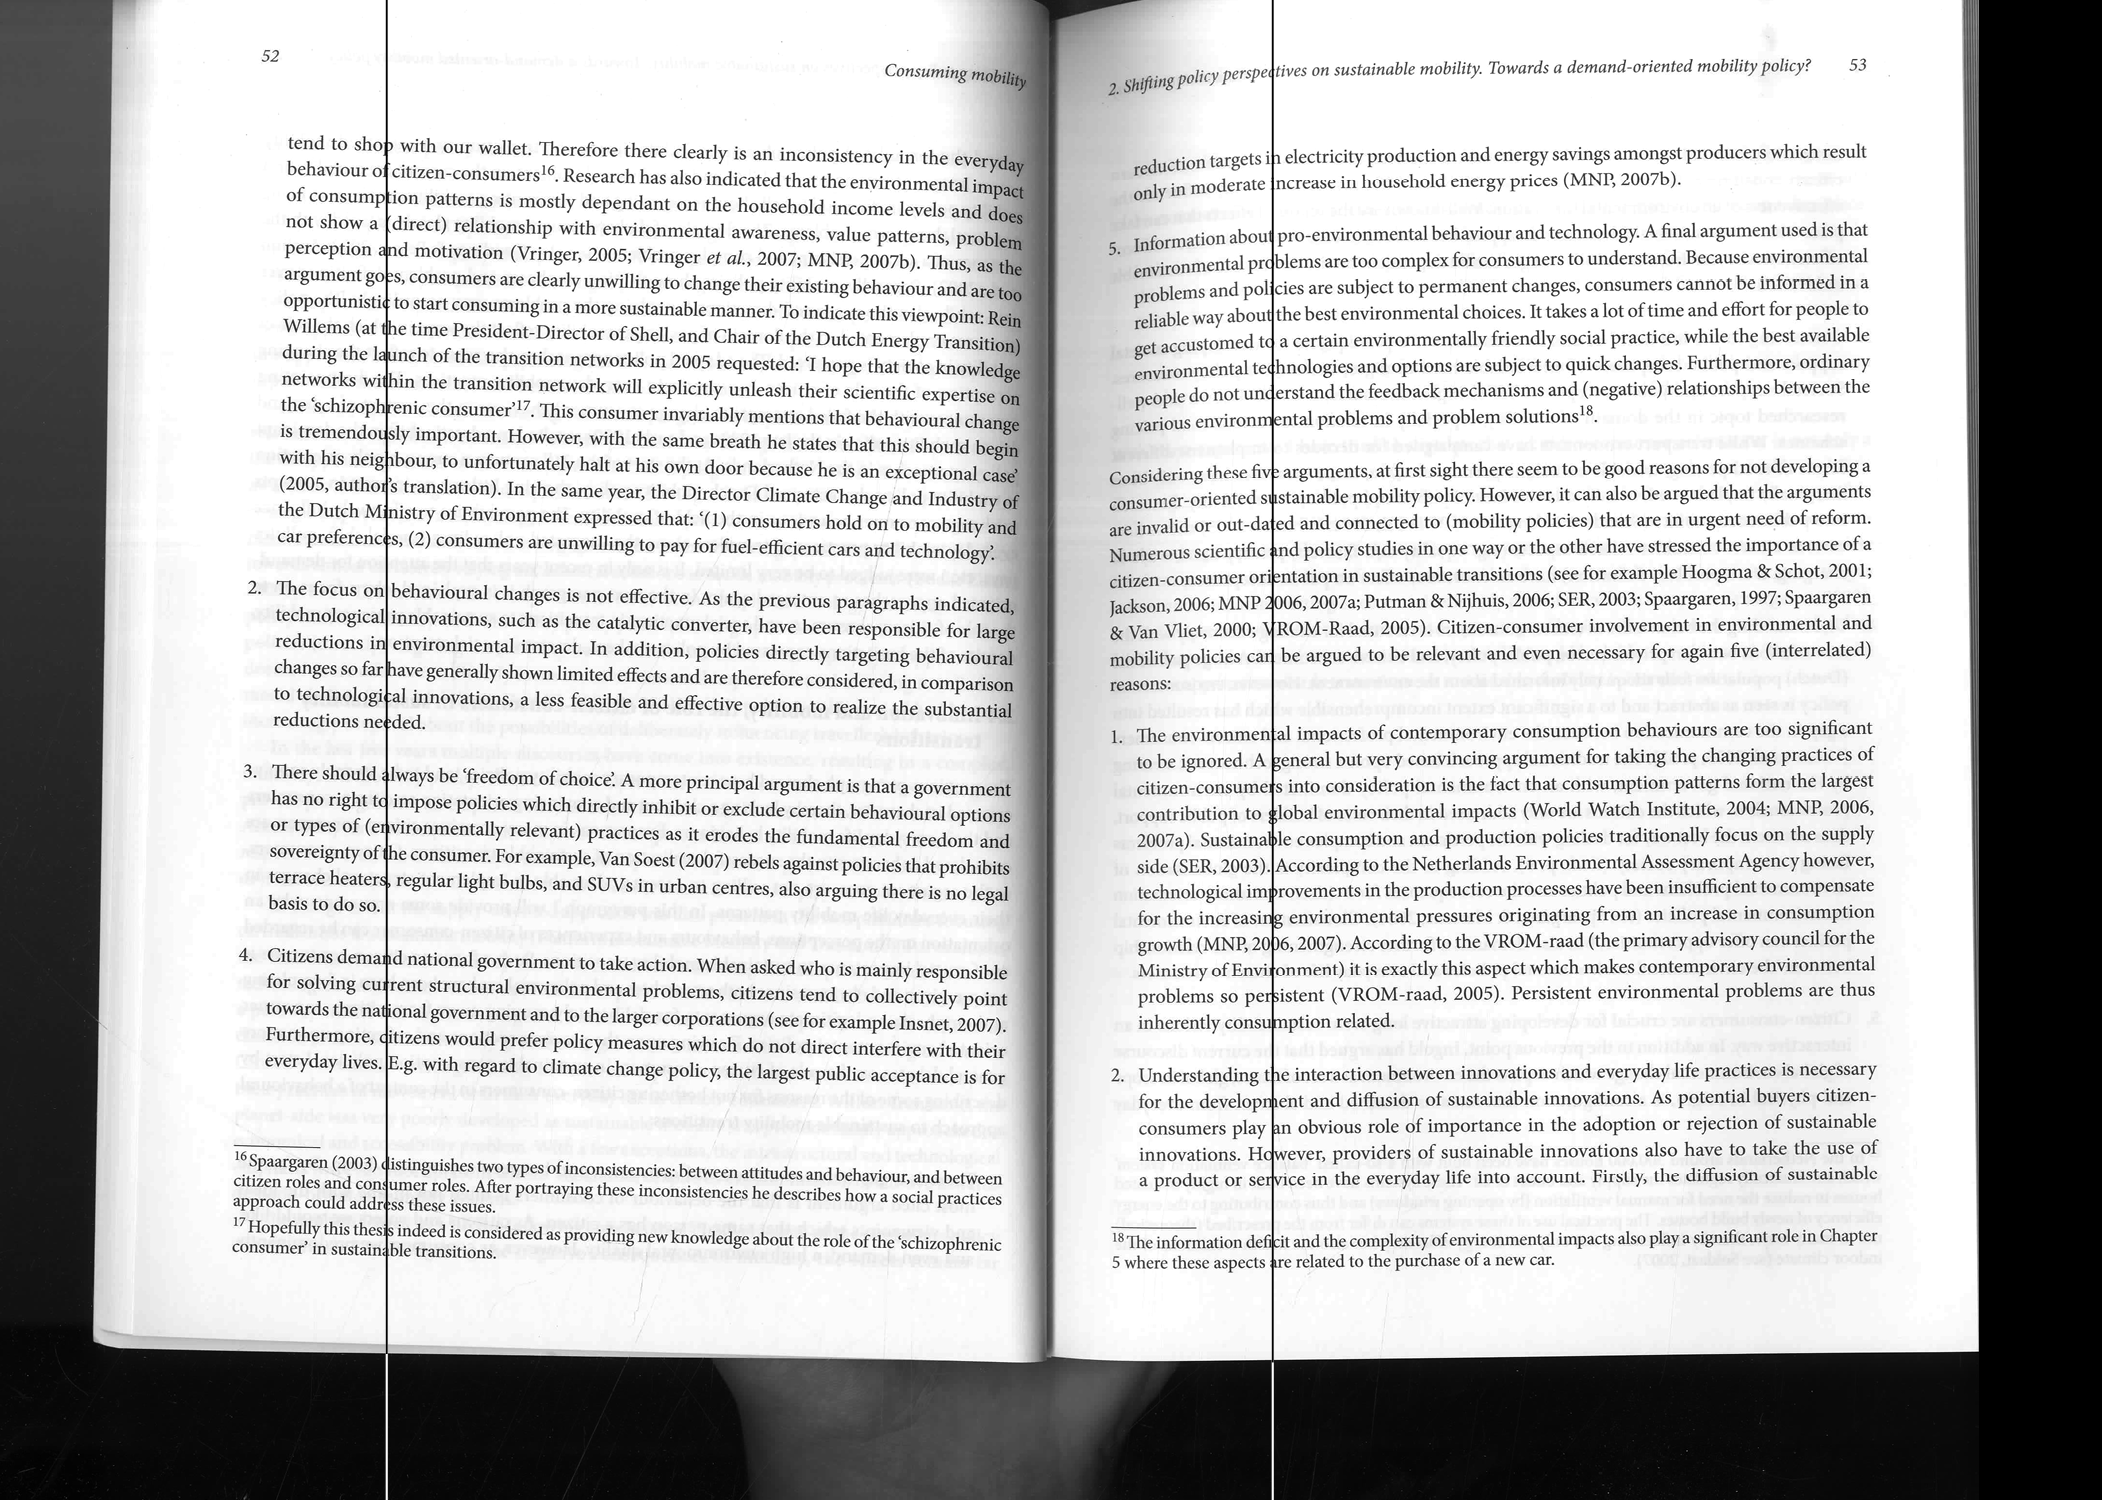 52
Consuming mobility
tend to shop with our wallet. Therefore there clearly is an inconsistency in the everyday
behaviour of citizen-consumers16. Research has also indicated that the environmental impact
of consumption patterns is mostly dependant on the household income levels and does
not show a (direct) relationship with environmental awareness, value patterns, problem
perception and motivation (Vringer, 2005; Vringer et al., 2007; MNP, 2007b). Thus, as the
argument goes, consumers are clearly unwilling to change their existing behaviour and are too
opportunistic to start consuming in a more sustainable manner. To indicate this viewpoint: Rein
Willems (at the time President-Director of Shell, and Chair of the Dutch Energy Transition)
during the launch of the transition networks in 2005 requested: ‘I hope that the knowledge
networks within the transition network will explicitly unleash their scientific expertise on
the ‘schizophrenic consumer’17. This consumer invariably mentions that behavioural change
is tremendously important. However, with the same breath he states that this should begin
with his neighbour, to unfortunately halt at his own door because he is an exceptional case’
(2005, author’s translation). In the same year, the Director Climate Change and Industry of
the Dutch Ministry of Environment expressed that: ‘(1) consumers hold on to mobility and
car preferences, (2) consumers are unwilling to pay for fuel-efficient cars and technology’.
2. The focus on behavioural changes is not effective. As the previous paragraphs indicated,
technological innovations, such as the catalytic converter, have been responsible for large
reductions in environmental impact. In addition, policies directly targeting behavioural
changes so far have generally shown limited effects and are therefore considered, in comparison
to technological innovations, a less feasible and effective option to realize the substantial
reductions needed.
3. There should always be ‘freedom of choice’. A more principal argument is that a government
has no right to impose policies which directly inhibit or exclude certain behavioural options
or types of (environmentally relevant) practices as it erodes the fundamental freedom and
sovereignty of the consumer. For example, Van Soest (2007) rebels against policies that prohibits
terrace heaters, regular light bulbs, and SUVs in urban centres, also arguing there is no legal
basis to do so.
4. Citizens demand national government to take action. When asked who is mainly responsible
for solving current structural environmental problems, citizens tend to collectively point
towards the national government and to the larger corporations (see for example Insnet, 2007).
Furthermore, citizens would prefer policy measures which do not direct interfere with their
everyday lives. E.g. with regard to climate change policy, the largest public acceptance is for
16 Spaargaren (2003) distinguishes two types of inconsistencies: between attitudes and behaviour, and between
citizen roles and consumer roles. After portraying these inconsistencies he describes how a social practices
approach could address these issues.
17 Hopefully this thesis indeed is considered as providing new knowledge about the role of the ‘schizophrenic
consumer’ in sustainable transitions.
2. Shifting policy perspectives on sustainable mobility. Towards a demand-oriented mobility policy? 53
reduction targets in electricity production and energy savings amongst producers which result
only in moderate increase in household energy prices (MNP, 2007b).
5. Information about pro-environmental behaviour and technology. A final argument used is that
environmental problems are too complex for consumers to understand. Because environmental
problems and policies are subject to permanent changes, consumers cannot be informed in a
reliable way about the best environmental choices. It takes a lot of time and effort for people to
get accustomed to a certain environmentally friendly social practice, while the best available
environmental technologies and options are subject to quick changes. Furthermore, ordinary
people do not understand the feedback mechanisms and (negative) relationships between the
various environmental problems and problem solutions18.
Considering these five arguments, at first sight there seem to be good reasons for not developing a
consumer-oriented sustainable mobility policy. However, it can also be argued that the arguments
are invalid or out-dated and connected to (mobility policies) that are in urgent need of reform.
Numerous scientific and policy studies in one way or the other have stressed the importance of a
citizen-consumer orientation in sustainable transitions (see for example Hoogma & Schot, 2001;
Jackson, 2006; MNP 2006, 2007a; Putman & Nijhuis, 2006; SER, 2003; Spaargaren, 1997; Spaargaren
& Van Vliet, 2000; VROM-Raad, 2005). Citizen-consumer involvement in environmental and
mobility policies can be argued to be relevant and even necessary for again five (interrelated)
reasons:
1. The environmental impacts of contemporary consumption behaviours are too significant
to be ignored. A general but very convincing argument for taking the changing practices of
citizen-consumers into consideration is the fact that consumption patterns form the largest
contribution to global environmental impacts (World Watch Institute, 2004; MNP, 2006,
2007a). Sustainable consumption and production policies traditionally focus on the supply
side (SER, 2003). According to the Netherlands Environmental Assessment Agency however,
technological improvements in the production processes have been insufficient to compensate
for the increasing environmental pressures originating from an increase in consumption
growth (MNP, 2006, 2007). According to the VROM-raad (the primary advisory council for the
Ministry of Environment) it is exactly this aspect which makes contemporary environmental
problems so persistent (VROM-raad, 2005). Persistent environmental problems are thus
inherently consumption related.
2. Understanding the interaction between innovations and everyday life practices is necessary
for the development and diffusion of sustainable innovations. As potential buyers citizen-
consumers play an obvious role of importance in the adoption or rejection of sustainable
innovations. However, providers of sustainable innovations also have to take the use of
a product or service in the everyday life into account. Firstly, the diffusion of sustainable
18 The information deficit and the complexity of environmental impacts also play a significant role in Chapter
5 where these aspects are related to the purchase of a new car.